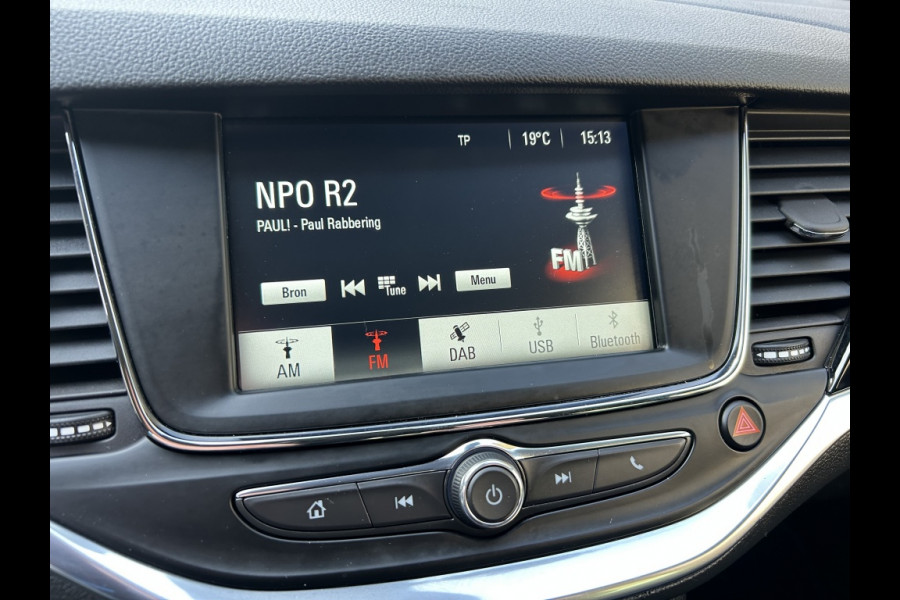 TP 19°C 15:13
NPO R2
PAUL! - Paul Rabbering
FM
Bron Tune Menu
AM FM DAB USB Bluetooth